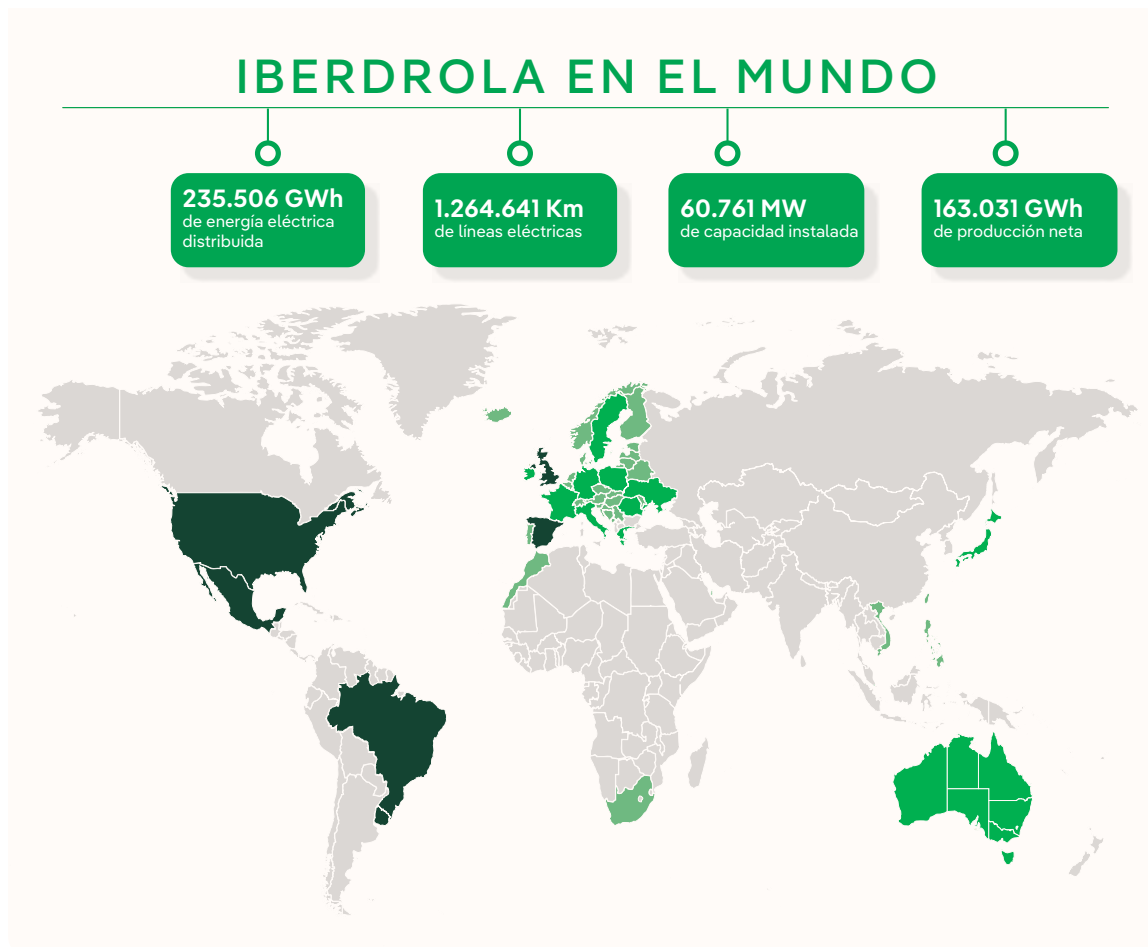 IBERDROLA EN EL MUNDO
235.506 GWh
de energía eléctrica
distribuida
1.264.641 Km
de líneas eléctricas
60.761 MW
de capacidad instalada
163.031 GWh
de producción neta